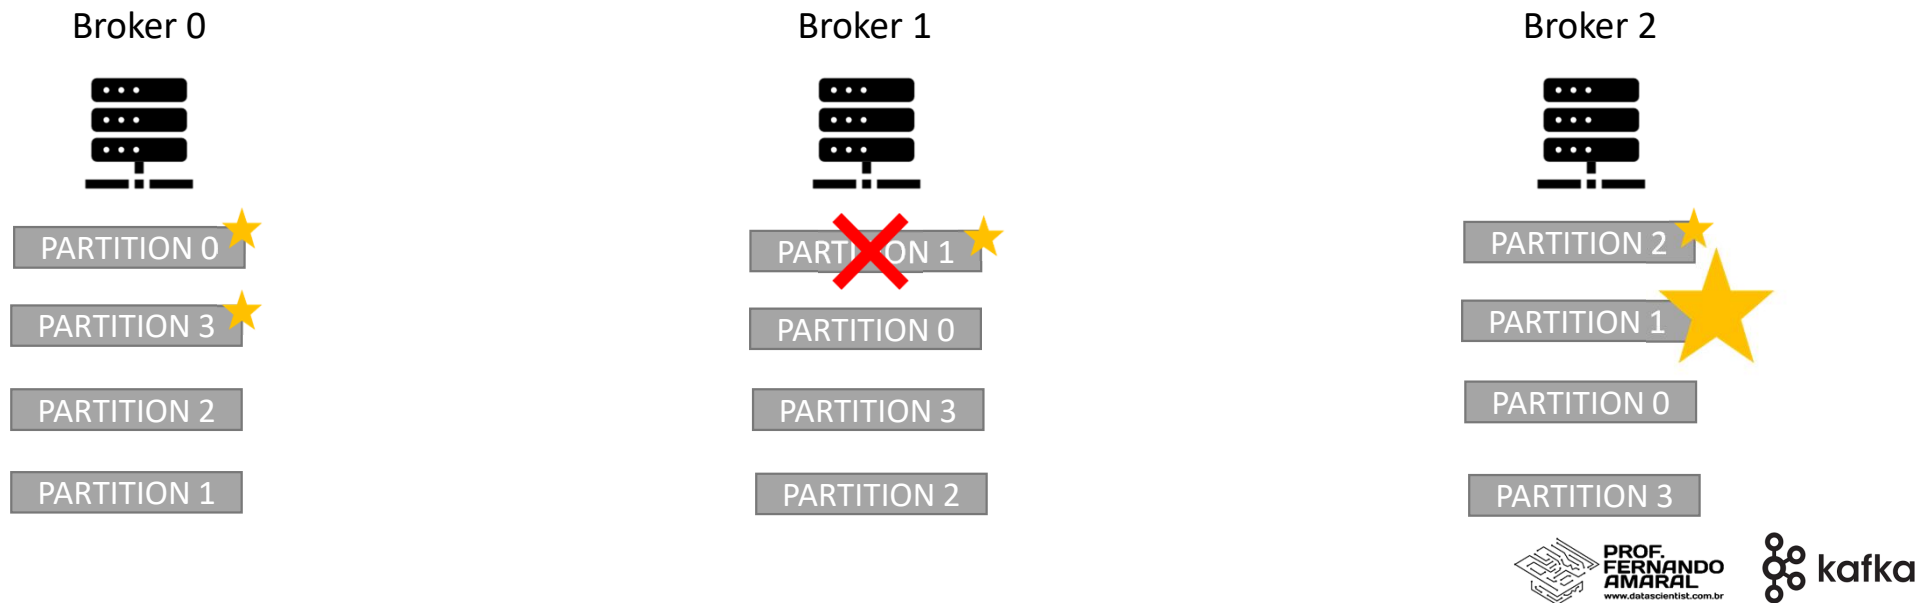 Broker 0
Broker 1
Broker 2
PARTITION 0
PARTITION 3
PARTITION 2
PARTITION 1
PARTITION 1
PARTITION 0
PARTITION 3
PARTITION 2
PARTITION 2
PARTITION 1
PARTITION 0
PARTITION 3
PROF.
FERNANDO
AMARAL
www.datascientist.com.br
kafka